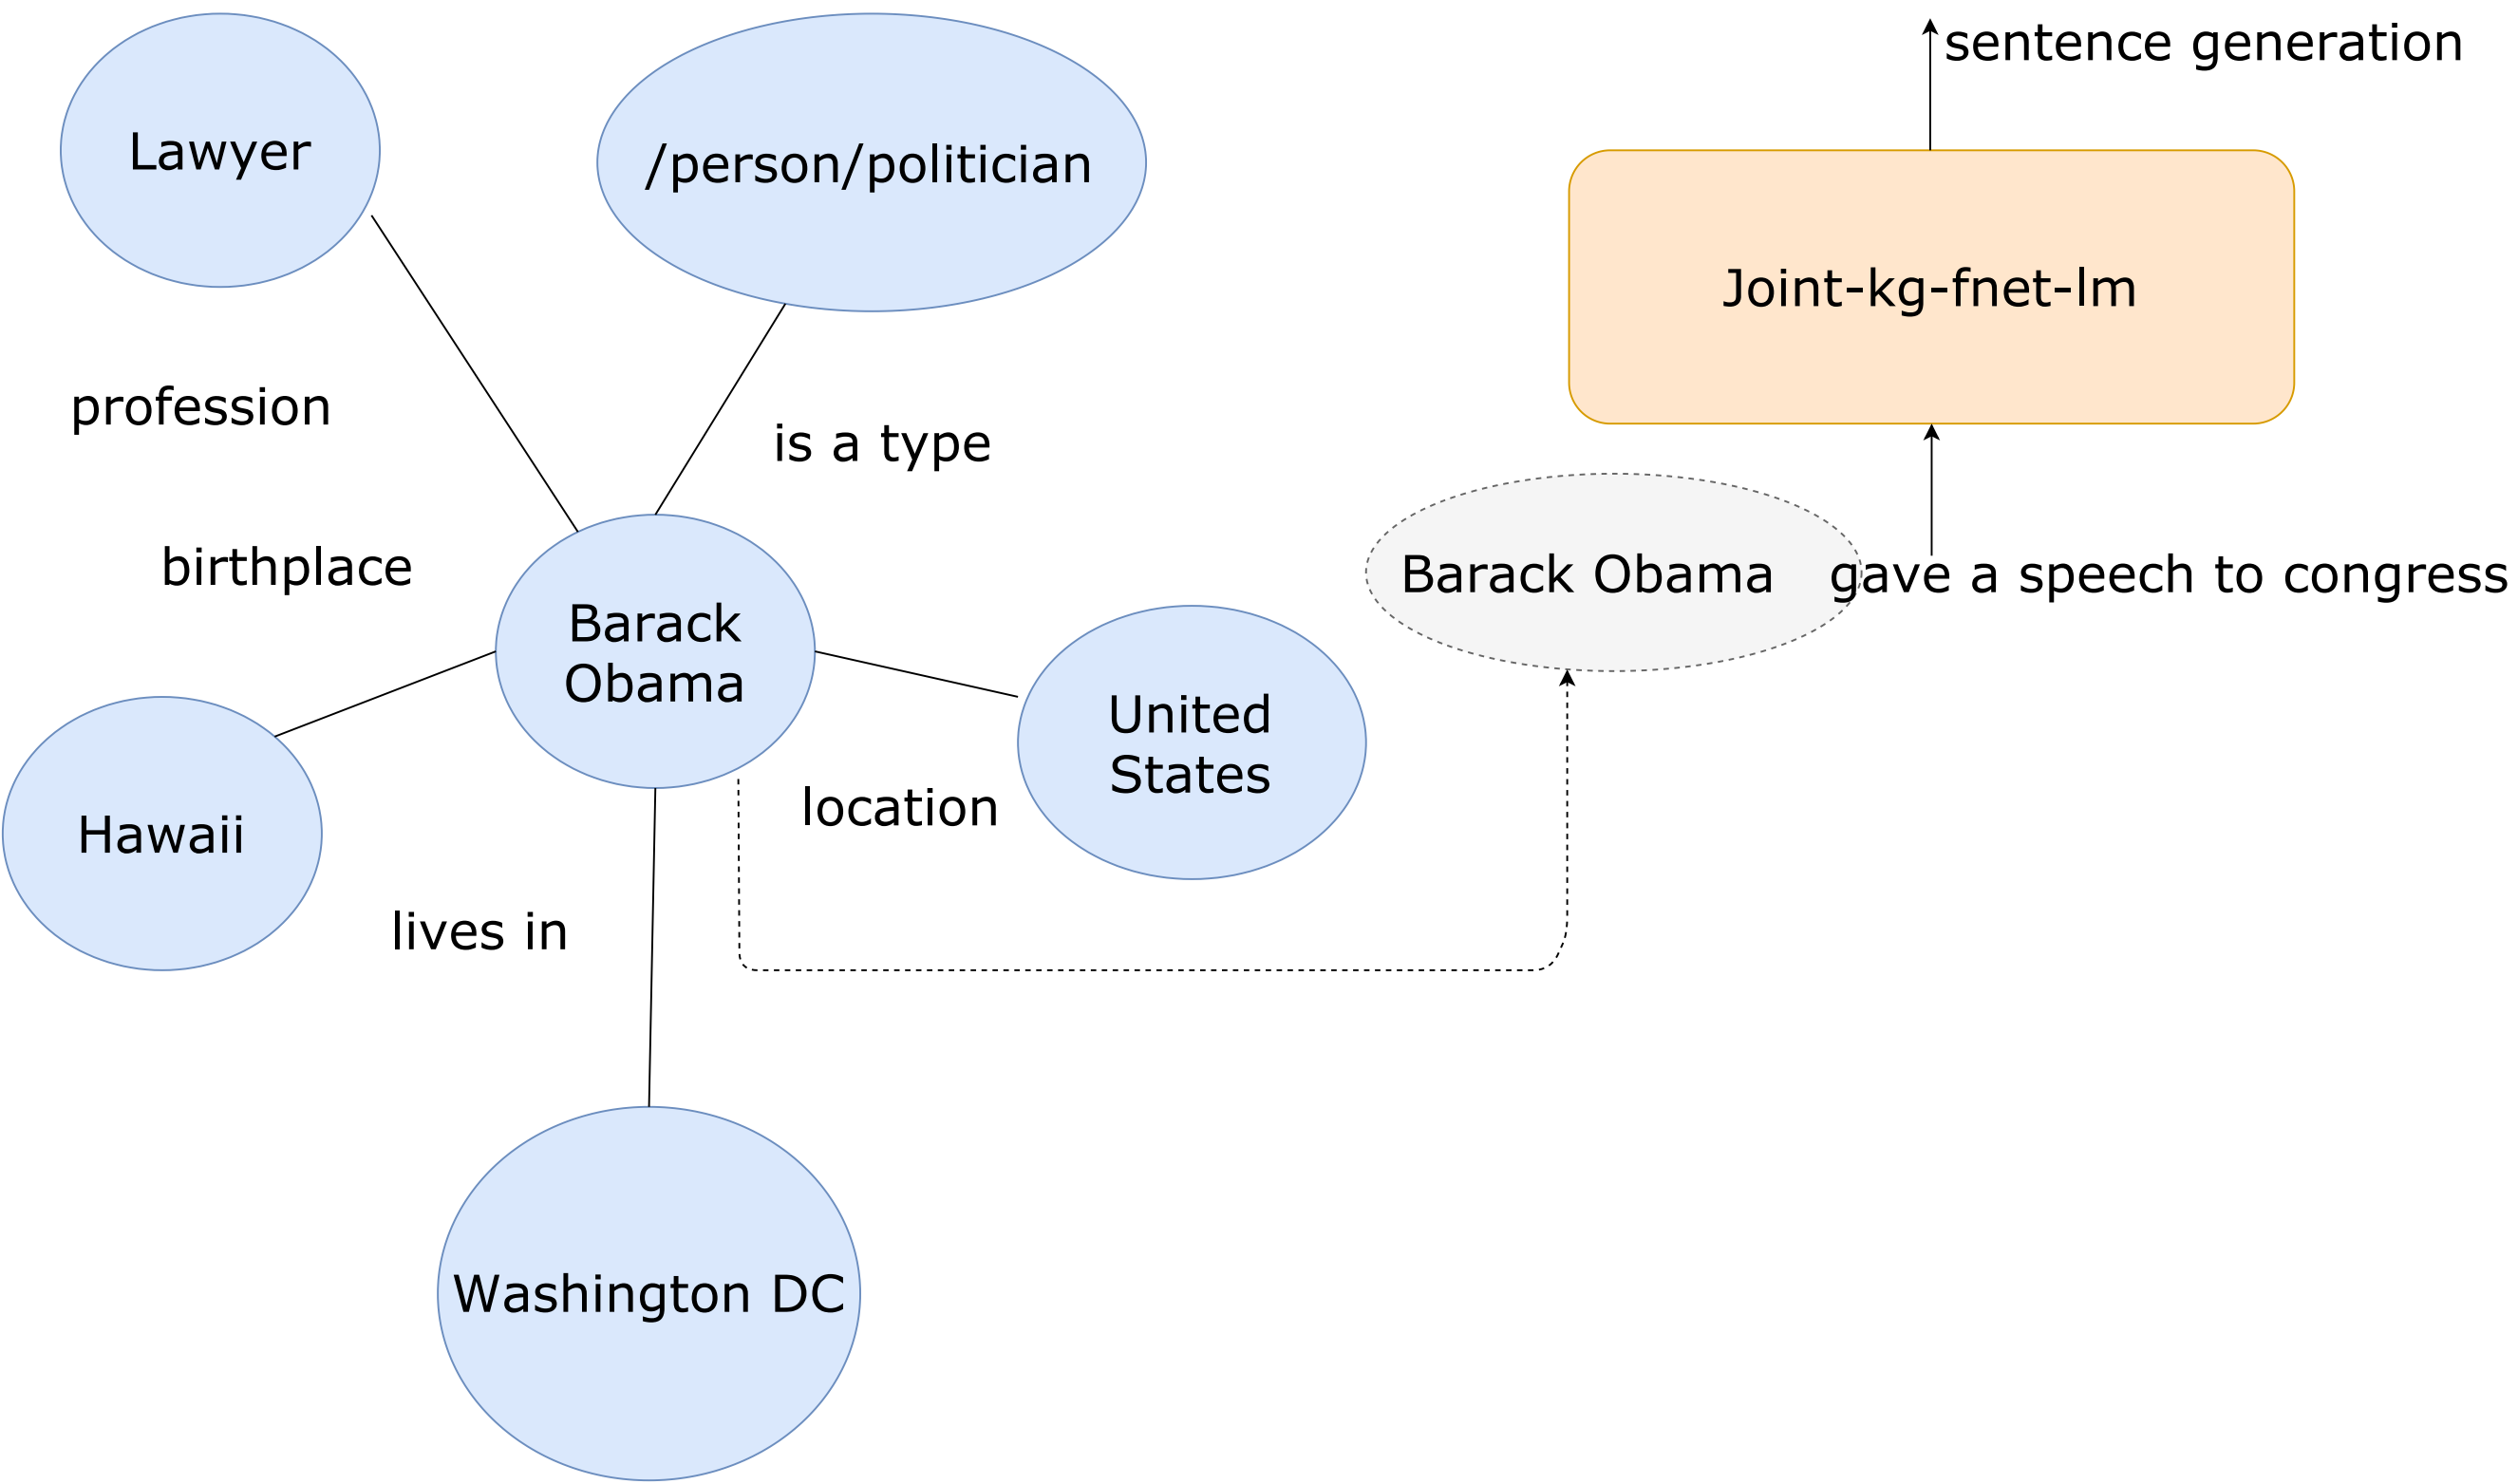 sentence generation
Lawyer
/person/politician
Joint-kg-fnet-lm
profession
is a type
birthplace
Barack
Obama
Barack Obama
gave a speech to congress
United
States
location
Hawaii
lives in
Washington DC